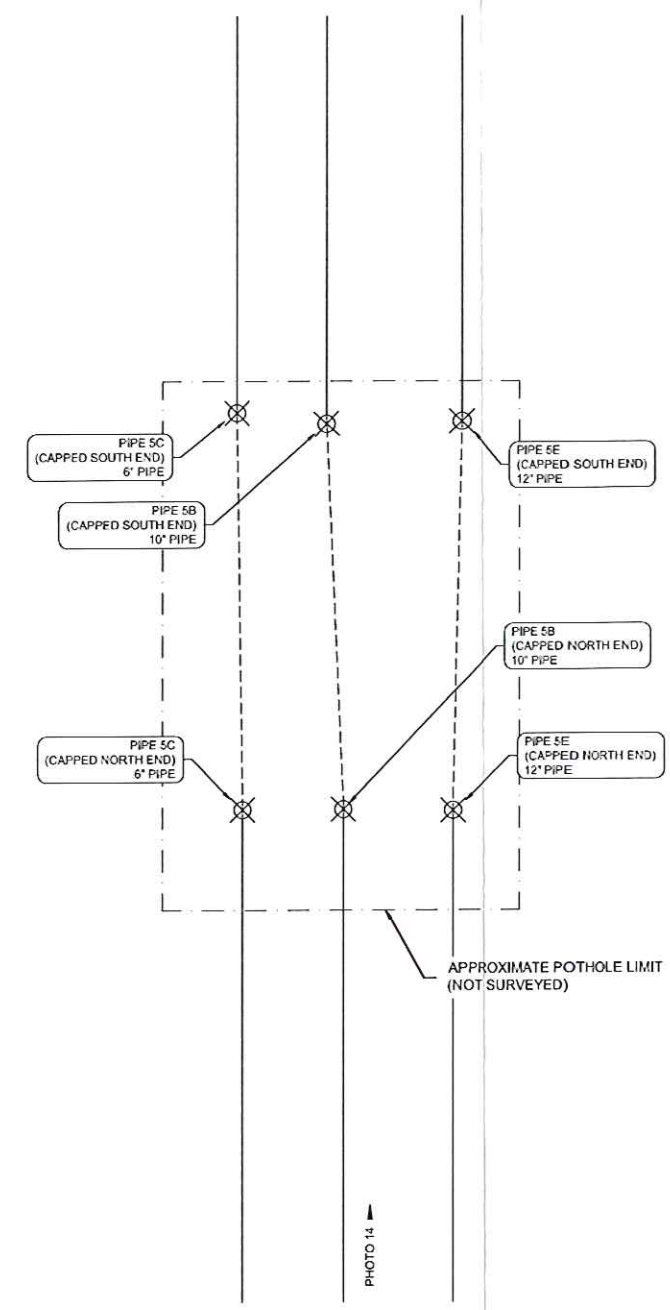 PIPE 5C
(CAPPED SOUTH END)
6" PIPE
PIPE 5B
(CAPPED SOUTH END)
10" PIPE
PIPE 5E
(CAPPED SOUTH END)
12" PIPE
PIPE 5B
(CAPPED NORTH END)
10" PIPE
PIPE 5C
(CAPPED NORTH END)
6" PIPE
PIPE 5E
(CAPPED NORTH END)
12" PIPE
APPROXIMATE POTHOLE LIMIT
(NOT SURVEYED)
PHOTO 14